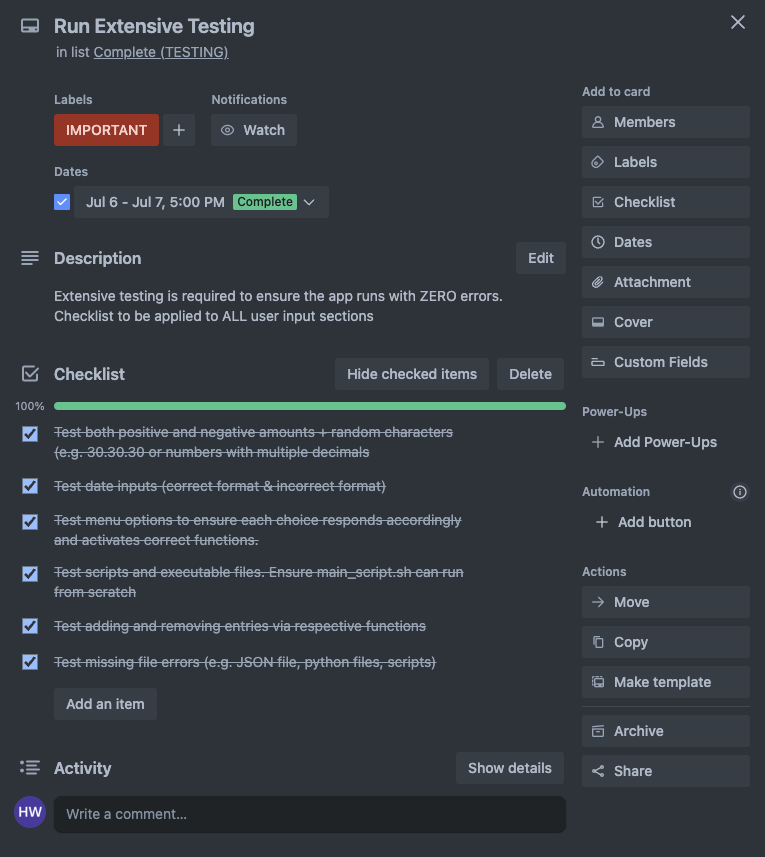 Run Extensive Testing
in list Complete (TESTING)
Labels
IMPORTANT
Notifications
Watch
Dates
Jul 6 - Jul 7, 5:00 PM Complete
Description
Edit
Extensive testing is required to ensure the app runs with ZERO errors.
Checklist to be applied to ALL user input sections
Checklist
Hide checked items
Delete
100%
Test both positive and negative amounts + random characters
(e.g. 30.30.30 or numbers with multiple decimals
Test date inputs (correct format & incorrect format)
Test menu options to ensure each choice responds accordingly
and activates correct functions.
Test scripts and executable files. Ensure main_script.sh can run
from scratch
Test adding and removing entries via respective functions
Test missing file errors (e.g. JSON file, python files, scripts)
Add an item
Activity
Show details
HW
Write a comment...
Add to card
Members
Labels
Checklist
Dates
Attachment
Cover
Custom Fields
Power-Ups
+ Add Power-Ups
Automation
+ Add button
Actions
Move
Copy
Make template
Archive
Share